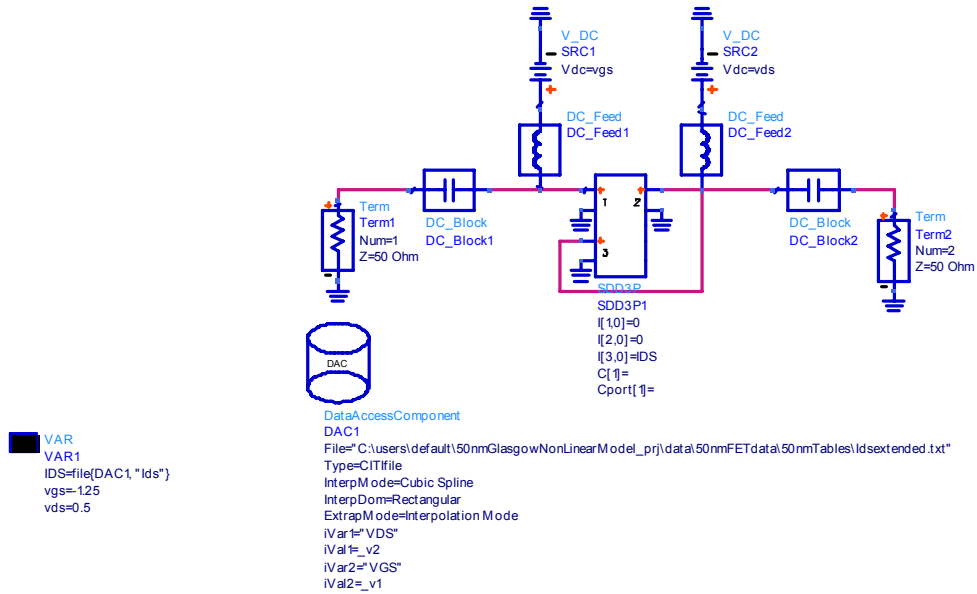 V_DC
SRC1
Vdc=vgs
V_DC
SRC2
Vdc=vds
DC_Feed
DC_Feed1
DC_Feed
DC_Feed2
Term
Term1
Num=1
Z=50 Ohm
DC_Block
DC_Block1
1
2
3
DC_Block
DC_Block2
Term
Term2
Num=2
Z=50 Ohm
SDD3P
SDD3P1
I[1,0]=0
I[2,0]=0
I[3,0]=IDS
C[1]=
Cport[1]=
DAC
DataAccessComponent
DAC1
File="C:\users\default\50nmGlasgowNonLinearModel_prj\data\50nmFETdata\50nmTables\Idsextended.txt"
Type=CITIfile
InterpMode=Cubic Spline
InterpDom=Rectangular
ExtrapMode=Interpolation Mode
iVar1="VDS"
iVal1=_v2
iVar2="VGS"
iVal2=_v1
VAR
VAR1
IDS=file{DAC1, "Ids"}
vgs=-1.25
vds=0.5